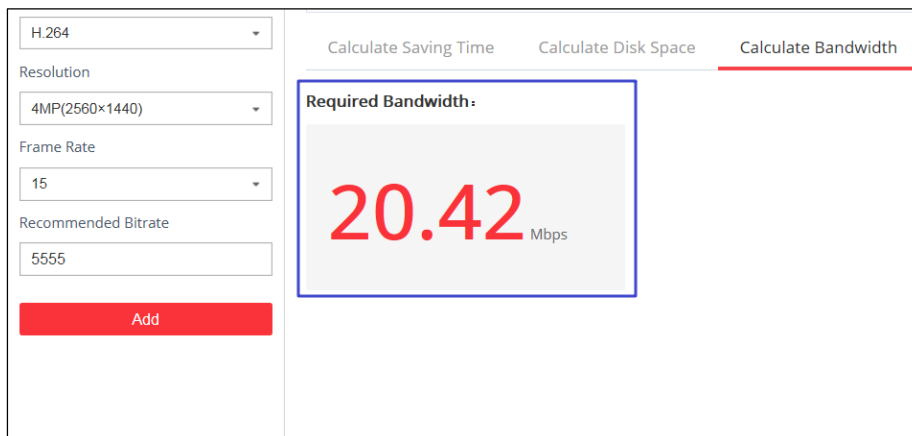 H.264
Resolution
4MP(2560×1440)
Frame Rate
15
Recommended Bitrate
5555
Add
Calculate Saving Time
Calculate Disk Space
Calculate Bandwidth
Required Bandwidth：
20.42 Mbps